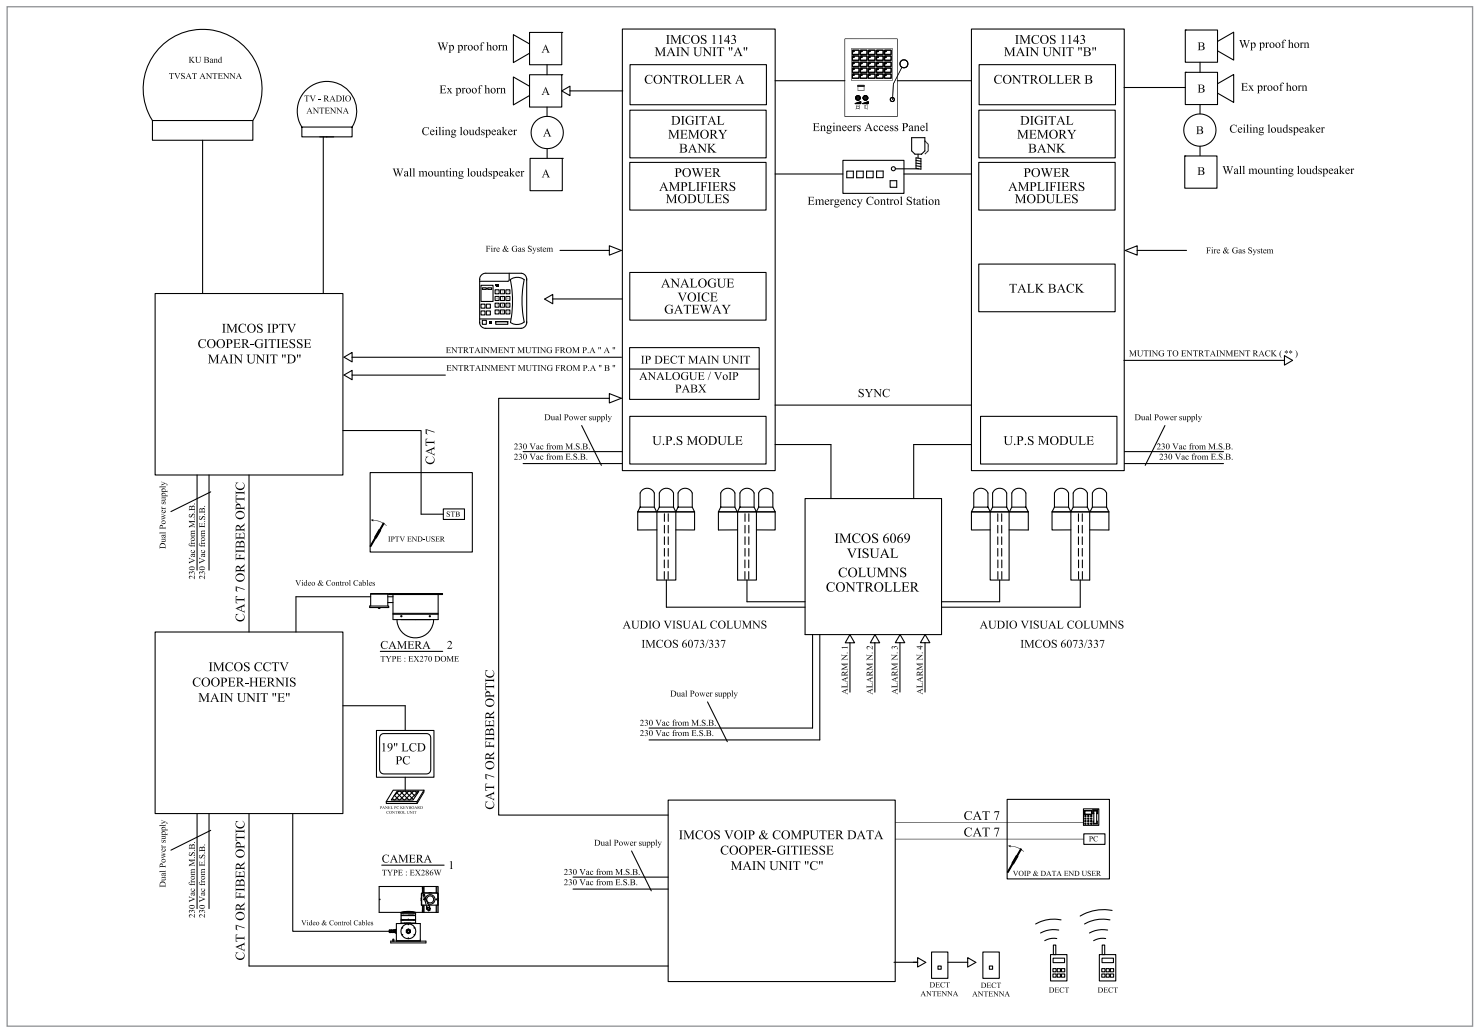 KU Band
TVSAT ANTENNA
TV - RADIO
ANTENNA
Wp proof horn
A
Ex proof horn
A
Ceiling loudspeaker
A
Wall mounting loudspeaker
A
IMCOS 1143
MAIN UNIT "A"
CONTROLLER A
DIGITAL
MEMORY
BANK
POWER
AMPLIFIERS
MODULES
Fire & Gas System
ANALOGUE
VOICE
GATEWAY
IP DECT MAIN UNIT
ANALOGUE / VoIP
PABX
U.P.S MODULE
Engineers Access Panel
Emergency Control Station
SYNC
IMCOS 1143
MAIN UNIT "B"
CONTROLLER B
DIGITAL
MEMORY
BANK
POWER
AMPLIFIERS
MODULES
TALK BACK
U.P.S MODULE
B
Wp proof horn
B
Ex proof horn
B
Ceiling loudspeaker
B
Wall mounting loudspeaker
Fire & Gas System
MUTING TO ENTRTAINMENT RACK ( ** )
Dual Power supply
230 Vac from M.S.B.
230 Vac from E.S.B.
IMCOS IPTV
COOPER-GITIESSE
MAIN UNIT "D"
ENTRTAINMENT MUTING FROM P.A " A "
ENTRTAINMENT MUTING FROM P.A " B "
Dual Power supply
230 Vac from M.S.B.
230 Vac from E.S.B.
CAT 7
STB
IPTV END-USER
Dual Power supply
230 Vac from M.S.B.
230 Vac from E.S.B.
CAT 7 OR FIBER OPTIC
IMCOS 6069
VISUAL
COLUMNS
CONTROLLER
AUDIO VISUAL COLUMNS
IMCOS 6073/337
AUDIO VISUAL COLUMNS
IMCOS 6073/337
ALARM N. 1
ALARM N. 2
ALARM N. 3
ALARM N. 4
Dual Power supply
230 Vac from M.S.B.
230 Vac from E.S.B.
Video & Control Cables
CAMERA 2
TYPE : EX270 DOME
IMCOS CCTV
COOPER-HERNIS
MAIN UNIT "E"
19" LCD
PC
PANEL PC KEYBOARD
CONTROL UNIT
CAT 7 OR FIBER OPTIC
Dual Power supply
230 Vac from M.S.B.
230 Vac from E.S.B.
CAT 7 OR FIBER OPTIC
CAMERA 1
TYPE : EX286W
Video & Control Cables
IMCOS VOIP & COMPUTER DATA
COOPER-GITIESSE
MAIN UNIT "C"
Dual Power supply
230 Vac from M.S.B.
230 Vac from E.S.B.
CAT 7
CAT 7
PC
VOIP & DATA END USER
DECT
ANTENNA
DECT
ANTENNA
DECT
DECT